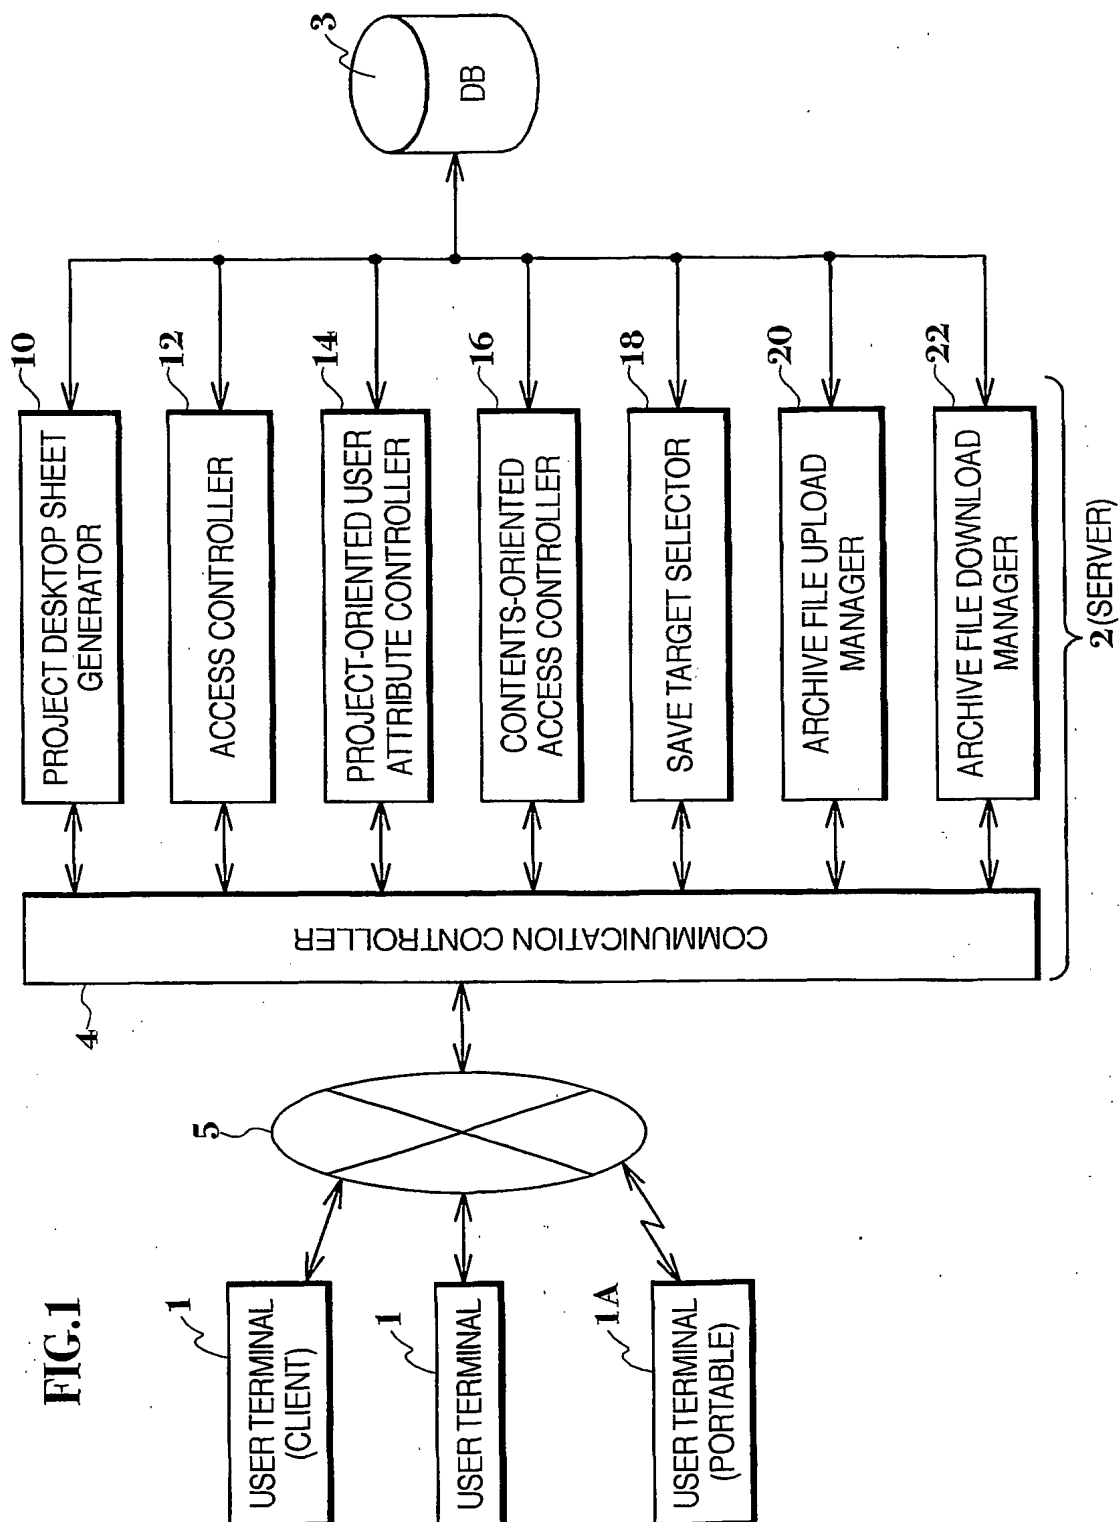 FIG.1
1
USER TERMINAL
(CLIENT)
1
USER TERMINAL
1A
USER TERMINAL
(PORTABLE)
5
4
COMMUNICATION CONTROLLER
10
PROJECT DESKTOP SHEET
GENERATOR
12
ACCESS CONTROLLER
14
PROJECT-ORIENTED USER
ATTRIBUTE CONTROLLER
16
CONTENTS-ORIENTED
ACCESS CONTROLLER
18
SAVE TARGET SELECTOR
20
ARCHIVE FILE UPLOAD
MANAGER
22
ARCHIVE FILE DOWNLOAD
MANAGER
2(SERVER)
3
DB